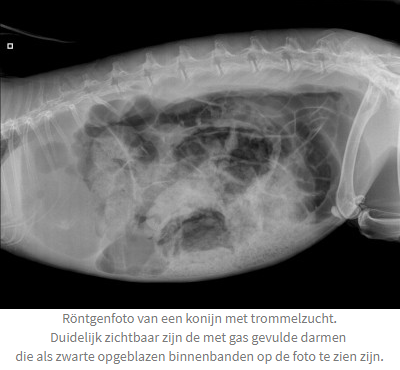 Röntgenfoto van een konijn met trommelzucht.
Duidelijk zichtbaar zijn de met gas gevulde darmen
die als zwarte opgeblazen binnenbanden op de foto te zien zijn.